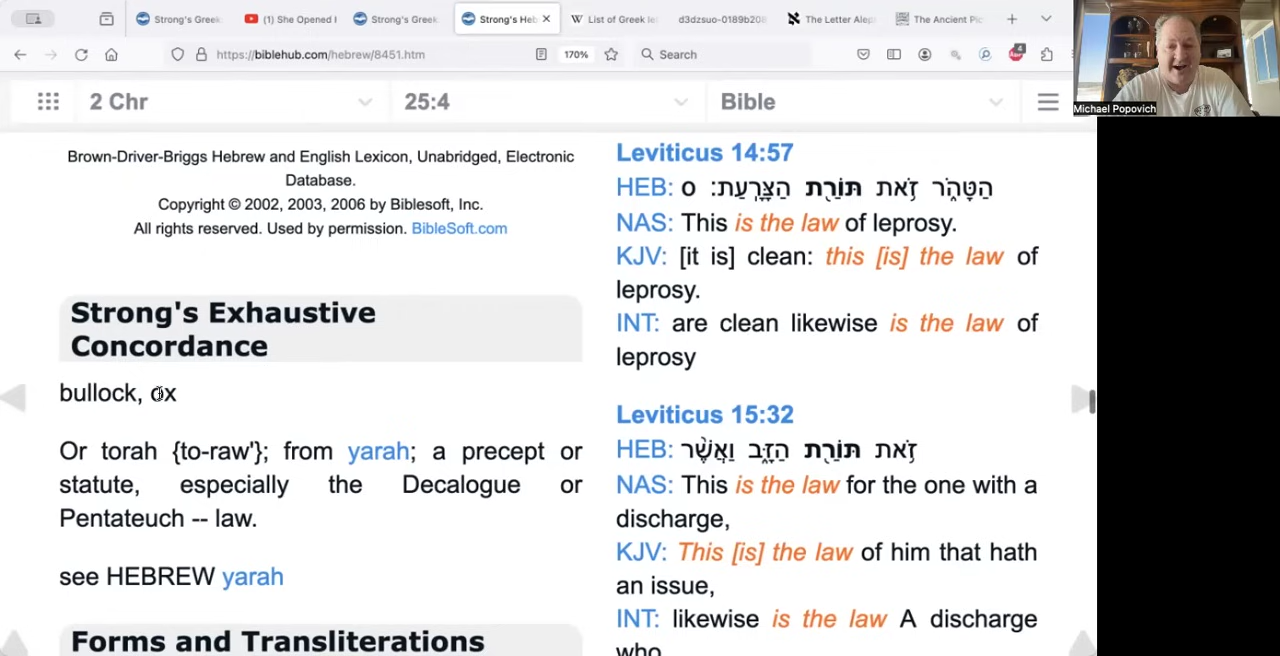 Strong's Greek
(1) She Opened
Strong's Greek
Strong's Heb
List of Greek le
d3dzsuo-0189b208
The Letter Alep
The Ancient Pic
https://biblehub.com/hebrew/8451.htm
170%
Search
4
Michael Popovich
2 Chr
25:4
Bible
Brown-Driver-Briggs Hebrew and English Lexicon, Unabridged, Electronic
Database.
Copyright © 2002, 2003, 2006 by Biblesoft, Inc.
All rights reserved. Used by permission. BibleSoft.com
Strong's Exhaustive
Concordance
bullock, ox
Or torah {to-raw'}; from yarah; a precept or
statute, especially the Decalogue or
Pentateuch -- law.
see HEBREW yarah
Forms and Transliterations
Leviticus 14:57
HEB: הַטָּהֹ֑ר זֹ֥את תּוֹרַ֖ת הַצָּרָֽעַת׃ ס
NAS: This is the law of leprosy.
KJV: [it is] clean: this [is] the law of
leprosy.
INT: are clean likewise is the law of
leprosy
Leviticus 15:32
HEB: זֹ֥את תּוֹרַ֖ת הַזָּ֑ב וַאֲשֶׁ֨ר
NAS: This is the law for the one with a
discharge,
KJV: This [is] the law of him that hath
an issue,
INT: likewise is the law A discharge
who